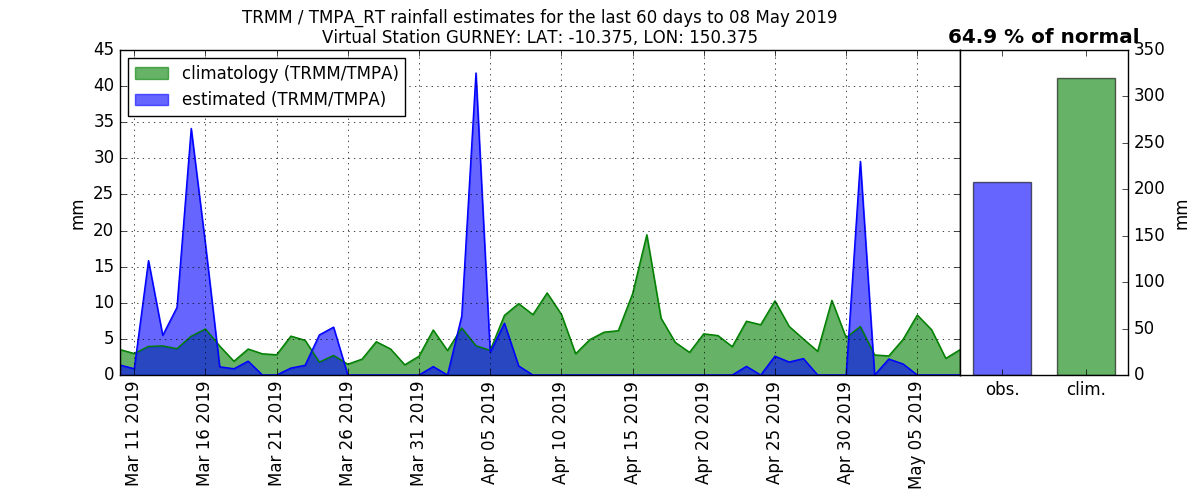 TRMM / TMPA_RT rainfall estimates for the last 60 days to 08 May 2019
Virtual Station GURNEY: LAT: -10.375, LON: 150.375
64.9 % of normal
climatology (TRMM/TMPA)
estimated (TRMM/TMPA)
mm
45
40
35
30
25
20
15
10
5
0
Mar 11 2019
Mar 16 2019
Mar 21 2019
Mar 26 2019
Mar 31 2019
Apr 05 2019
Apr 10 2019
Apr 15 2019
Apr 20 2019
Apr 25 2019
Apr 30 2019
May 05 2019
obs.
clim.
350
300
250
200
150
100
50
0
mm